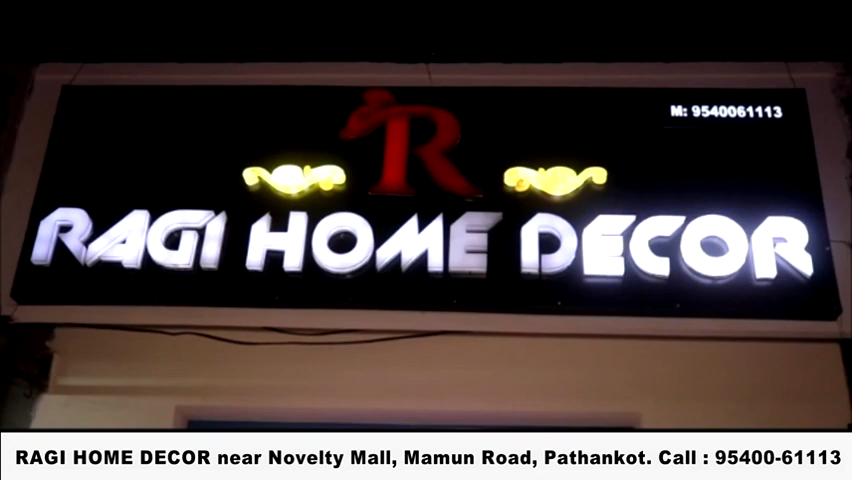 R
M: 9540061113
RAGI HOME DECOR
RAGI HOME DECOR near Novelty Mall, Mamun Road, Pathankot. Call : 95400-61113